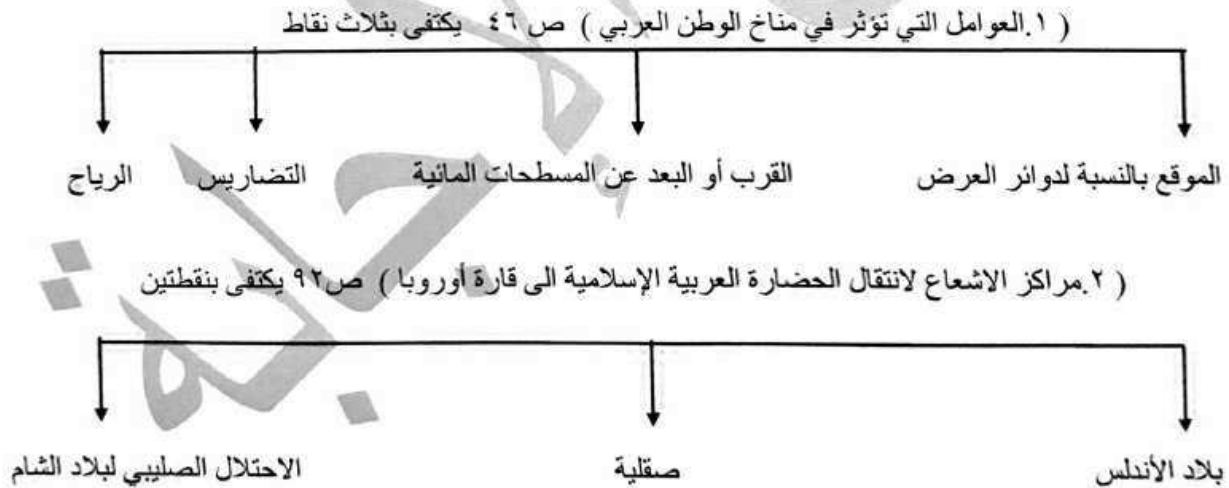 ( ١.العوامل التي تؤثر في مناخ الوطن العربي ) ص ٤٦ يكتفى بثلاث نقاط
الموقع بالنسبة لدوائر العرض القرب أو البعد عن المسطحات المائية التضاريس الرياح
( ٢.مراكز الاشعاع لانتقال الحضارة العربية الإسلامية الى قارة أوروبا ) ص٩٢ يكتفى بنقطتين
بلاد الأندلس صقلية الاحتلال الصليبي لبلاد الشام